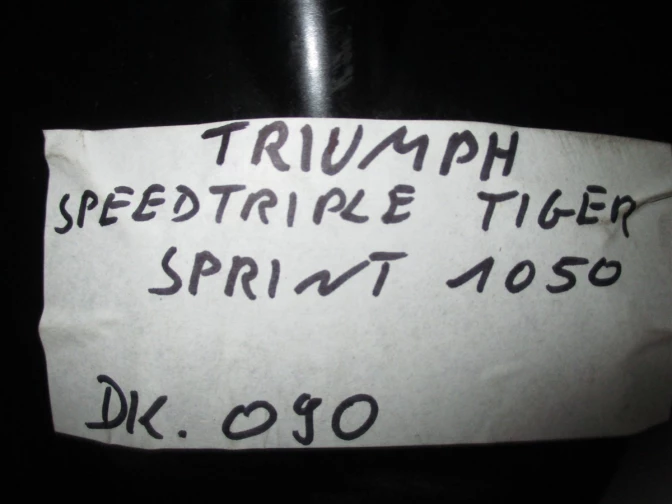 TRIUMPH
SPEEDTRIPLE TIGER
SPRINT 1050
DK. 090